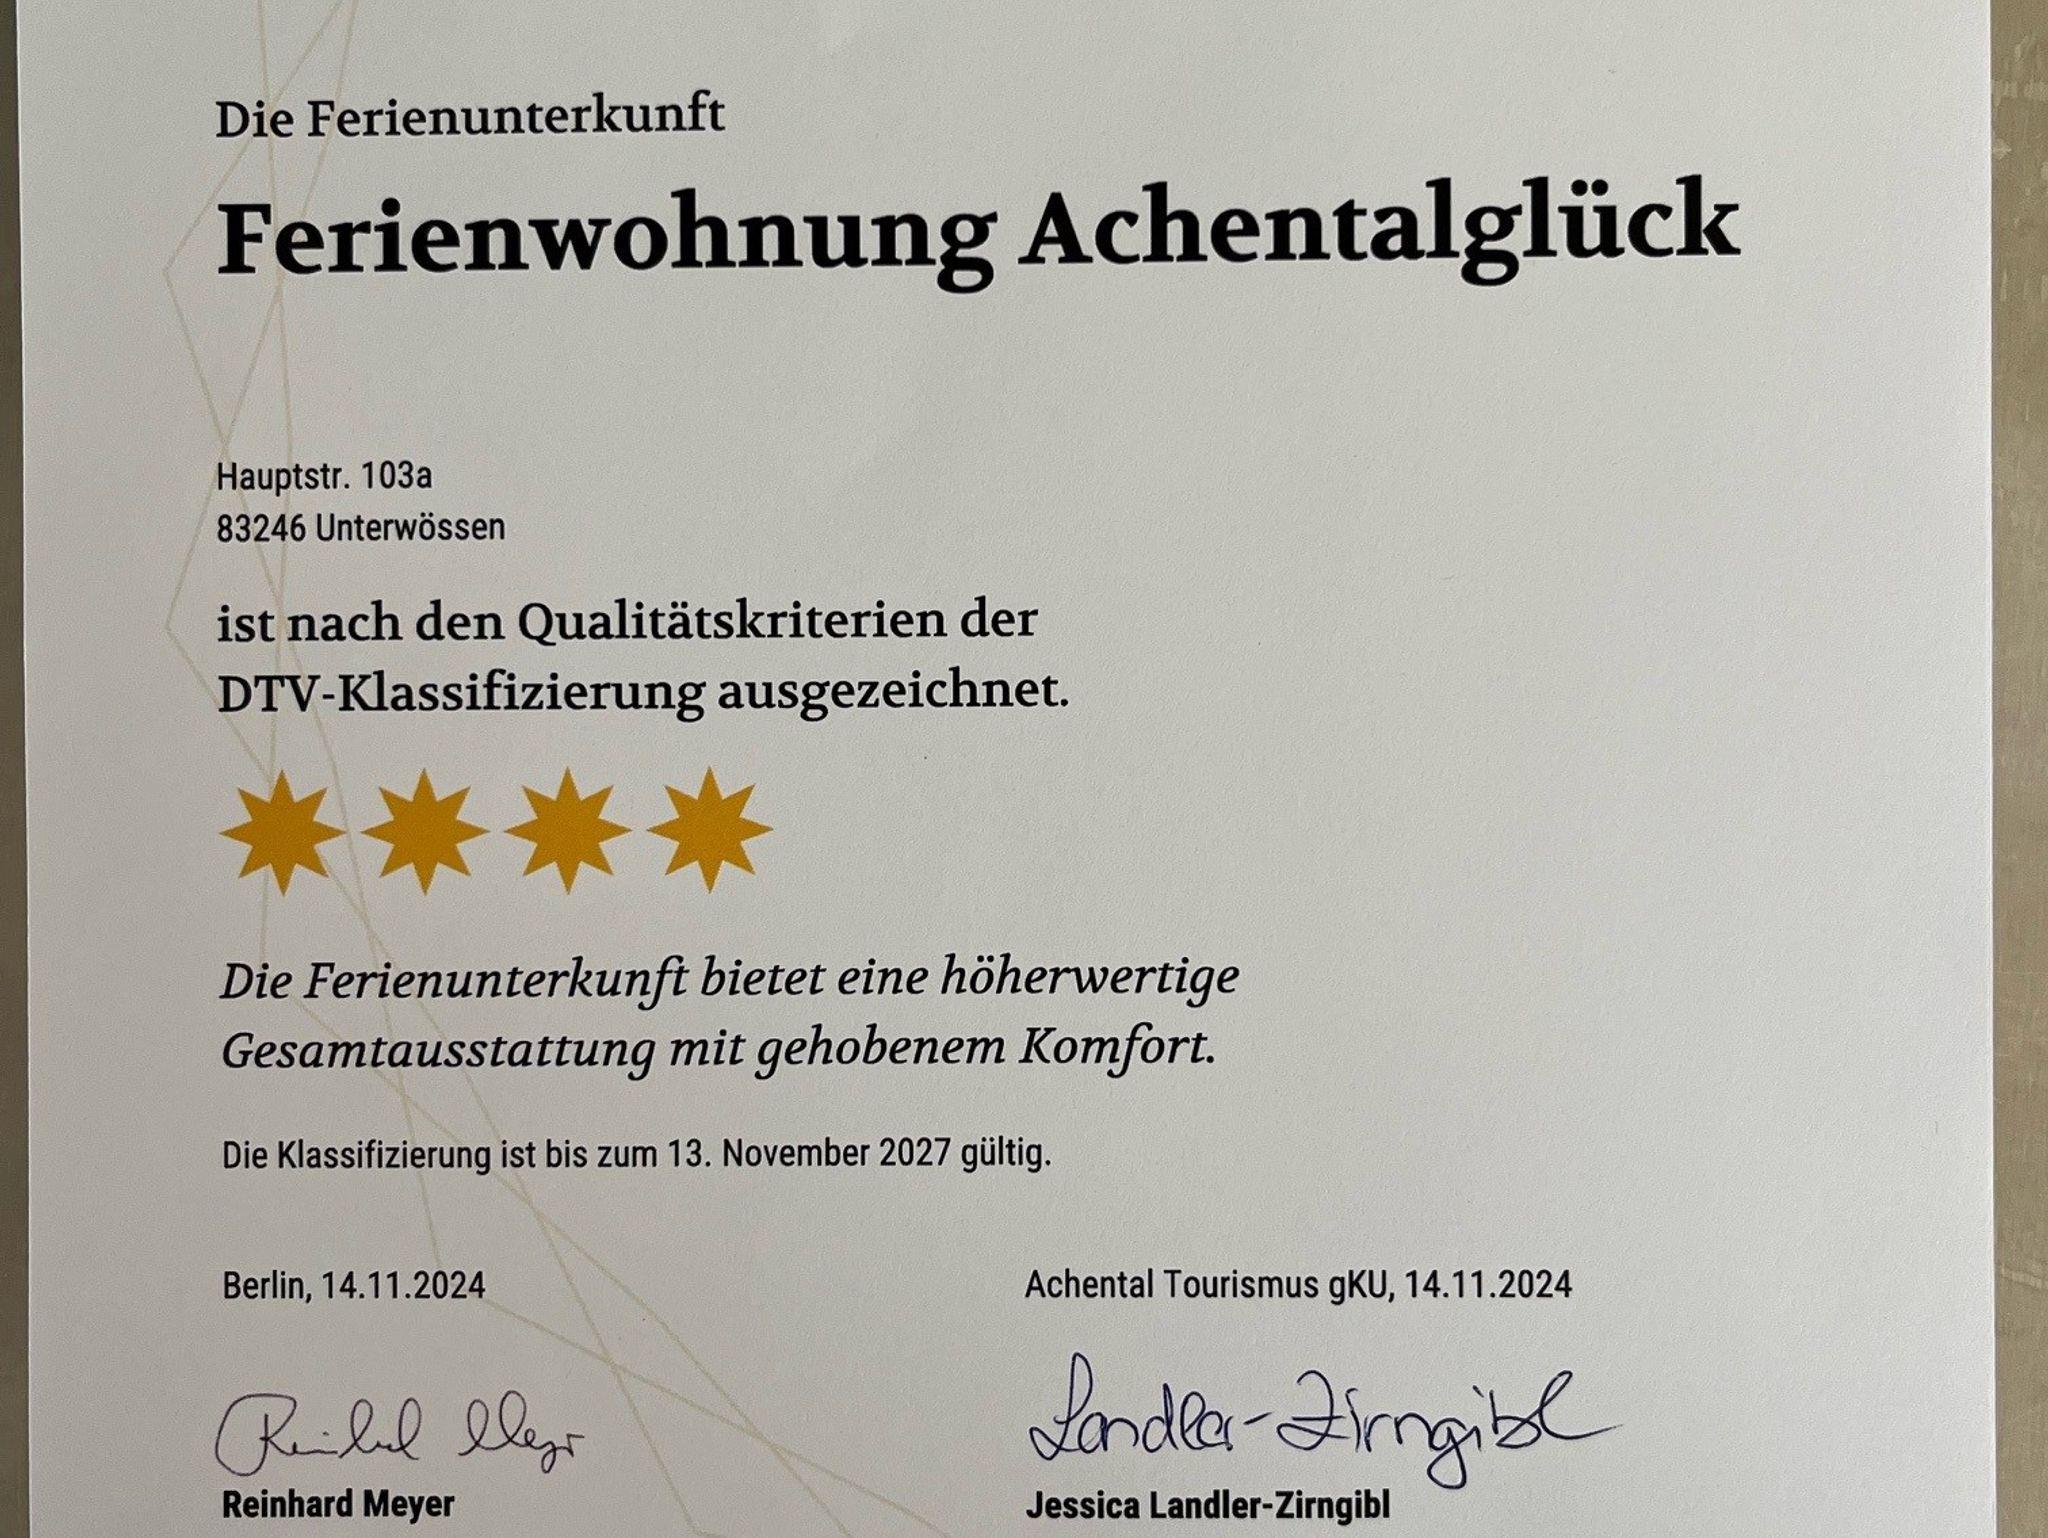 Die Ferienunterkunft
Ferienwohnung Achentalglück
Hauptstr. 103a
83246 Unterwössen
ist nach den Qualitätskriterien der
DTV-Klassifizierung ausgezeichnet.
Die Ferienunterkunft bietet eine höherwertige
Gesamtausstattung mit gehobenem Komfort.
Die Klassifizierung ist bis zum 13. November 2027 gültig.
Berlin, 14.11.2024
Achental Tourismus gKU, 14.11.2024
Reinhard Meyer
Landler-Zirngibl
Reinhard Meyer
Jessica Landler-Zirngibl